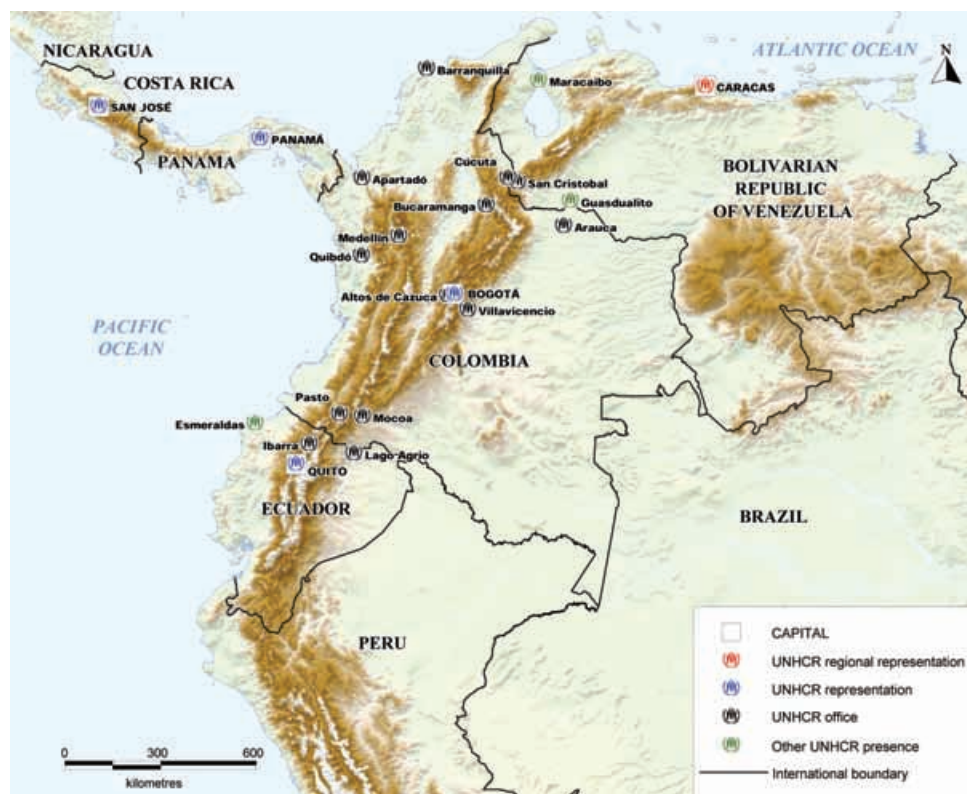 NICARAGUA
COSTA RICA
SAN JOSÉ
PANAMA
PANAMÁ
Barranquilla
Maracaibo
CARACAS
ATLANTIC OCEAN
N
Cúcuta
San Cristobal
Apartadó
Bucaramanga
Guasdualito
BOLIVARIAN
REPUBLIC
OF VENEZUELA
Arauca
Medellín
Quibdó
Altos de Cazuca
BOGOTÁ
Villavicencio
PACIFIC
OCEAN
COLOMBIA
Pasto
Mocoa
Esmeraldas
Ibarra
Lago-Agrio
QUITO
ECUADOR
BRAZIL
PERU
CAPITAL
UNHCR regional representation
UNHCR representation
UNHCR office
Other UNHCR presence
International boundary
0 300 600
kilometres